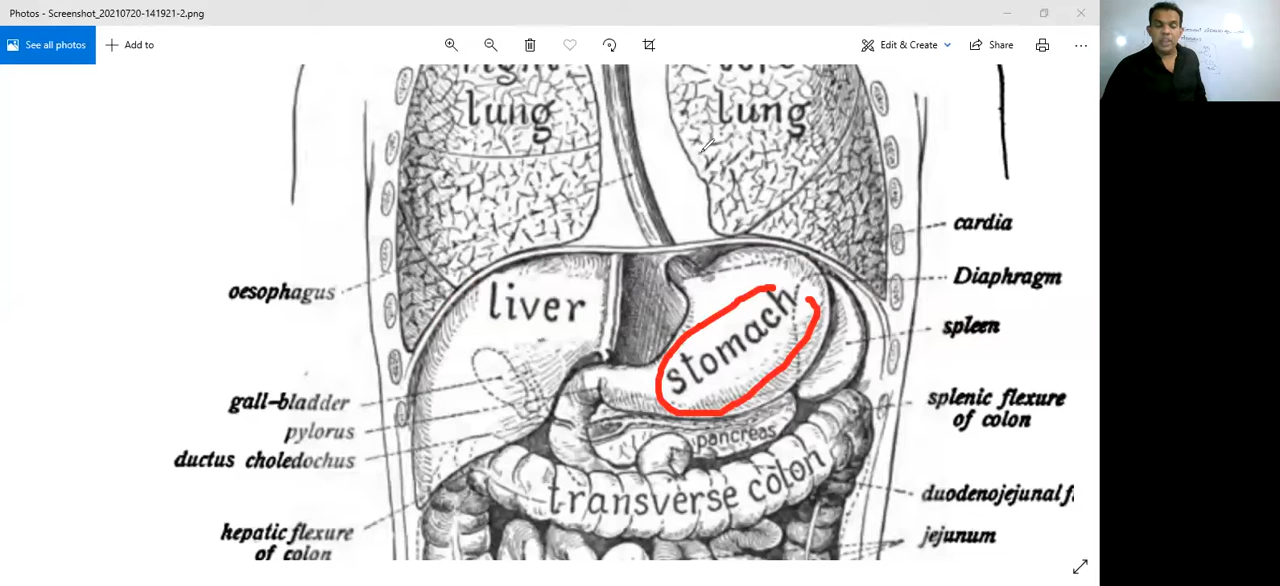 Photos - Screenshot_20210720-141921-2.png
See all photos
Add to
Edit & Create
Share
lung
lung
cardia
Diaphragm
oesophagus
liver
stomach
spleen
gall-bladder
pylorus
ductus choledochus
splenic flexure
of colon
pancreas
transverse colon
duodenojejunal f
hepatic flexure
of colon
jejunum